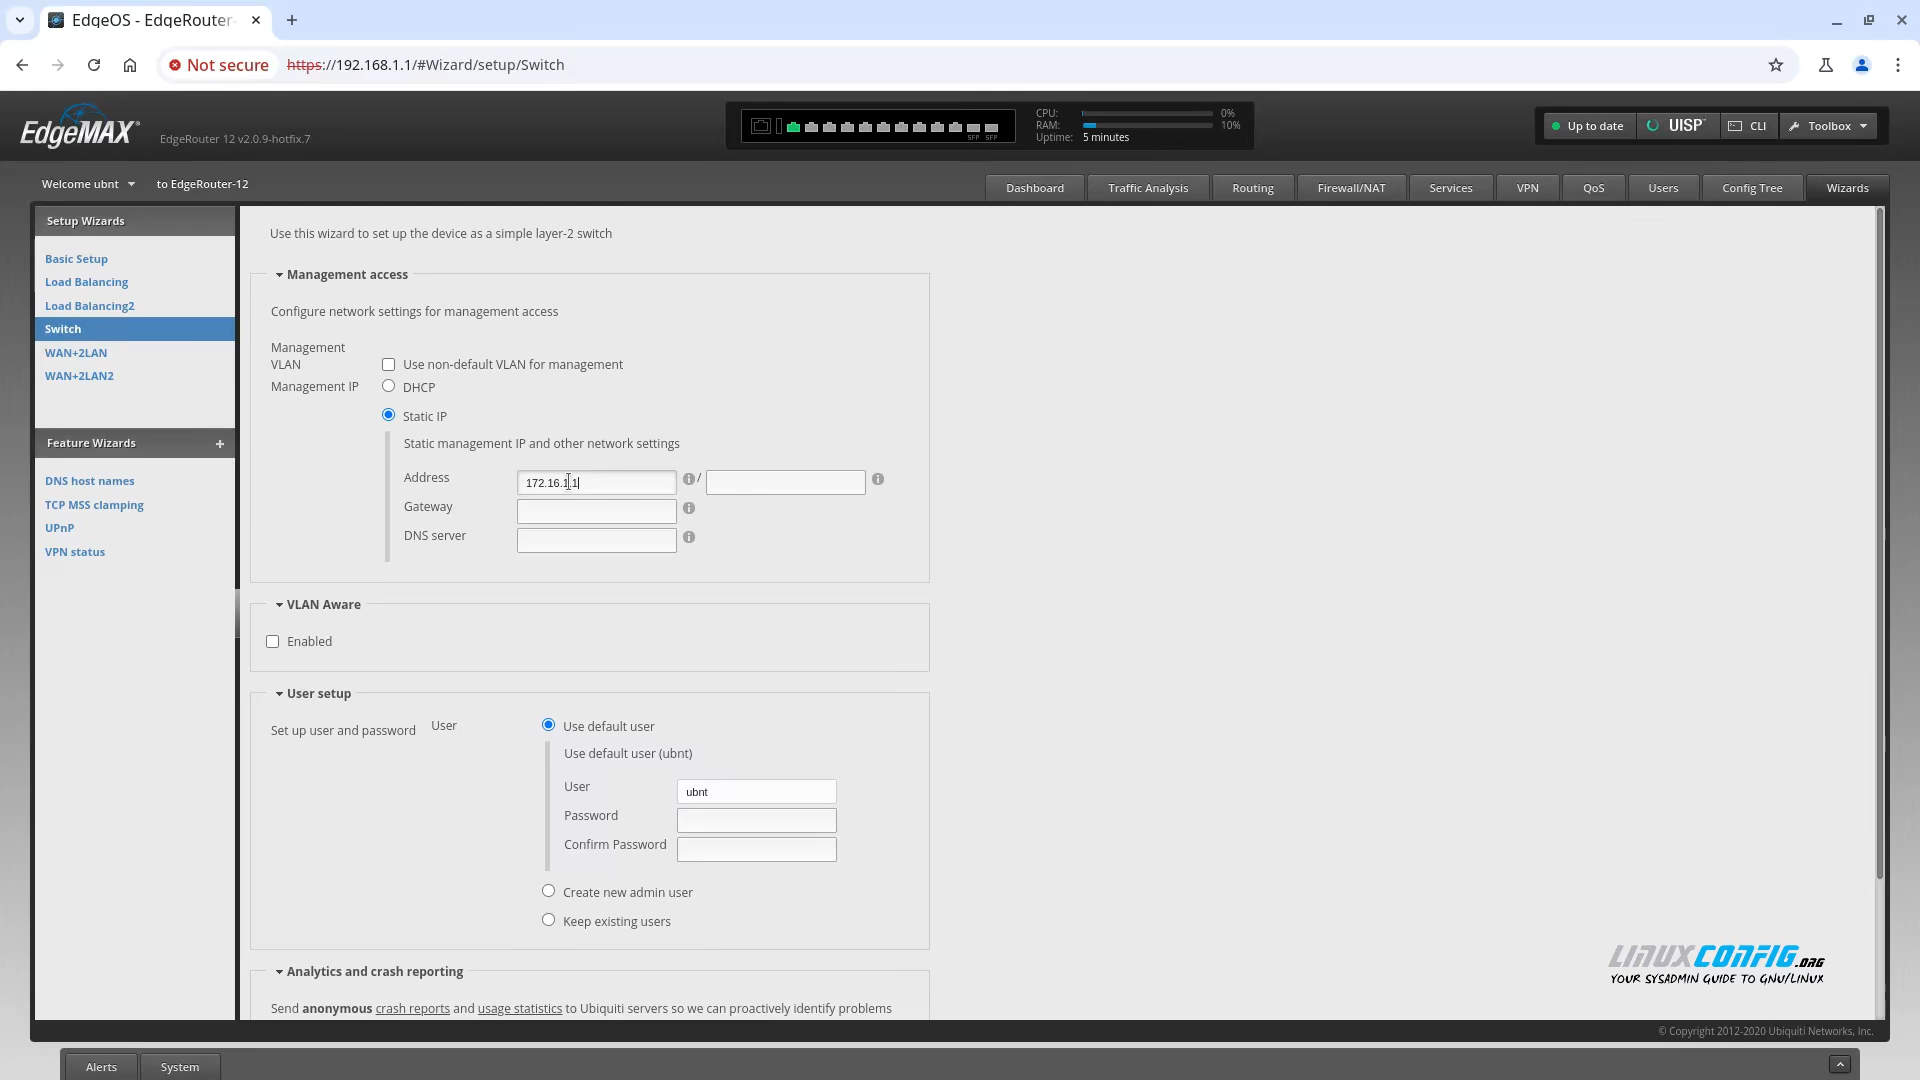 EdgeOS - EdgeRouter-
Not secure
https://192.168.1.1/#Wizard/setup/Switch
EdgeMAX
EdgeRouter 12 v2.0.9-hotfix.7
SFP SFP
CPU: 0%
RAM: 10%
Uptime: 5 minutes
Up to date
UISP
CLI
Toolbox
Welcome ubnt
to EdgeRouter-12
Dashboard
Traffic Analysis
Routing
Firewall/NAT
Services
VPN
QoS
Users
Config Tree
Wizards
Setup Wizards
Basic Setup
Load Balancing
Load Balancing2
Switch
WAN+2LAN
WAN+2LAN2
Feature Wizards +
DNS host names
TCP MSS clamping
UPnP
VPN status
Use this wizard to set up the device as a simple layer-2 switch
Management access
Configure network settings for management access
Management
VLAN
Use non-default VLAN for management
Management IP
DHCP
Static IP
Static management IP and other network settings
Address 172.16.1.1 /
Gateway
DNS server
VLAN Aware
Enabled
User setup
Set up user and password
User
Use default user
Use default user (ubnt)
User ubnt
Password
Confirm Password
Create new admin user
Keep existing users
Analytics and crash reporting
Send anonymous crash reports and usage statistics to Ubiquiti servers so we can proactively identify problems
LINUXCONFIG.ORG
YOUR SYSADMIN GUIDE TO GNU/LINUX
© Copyright 2012-2020 Ubiquiti Networks, Inc.
Alerts
System